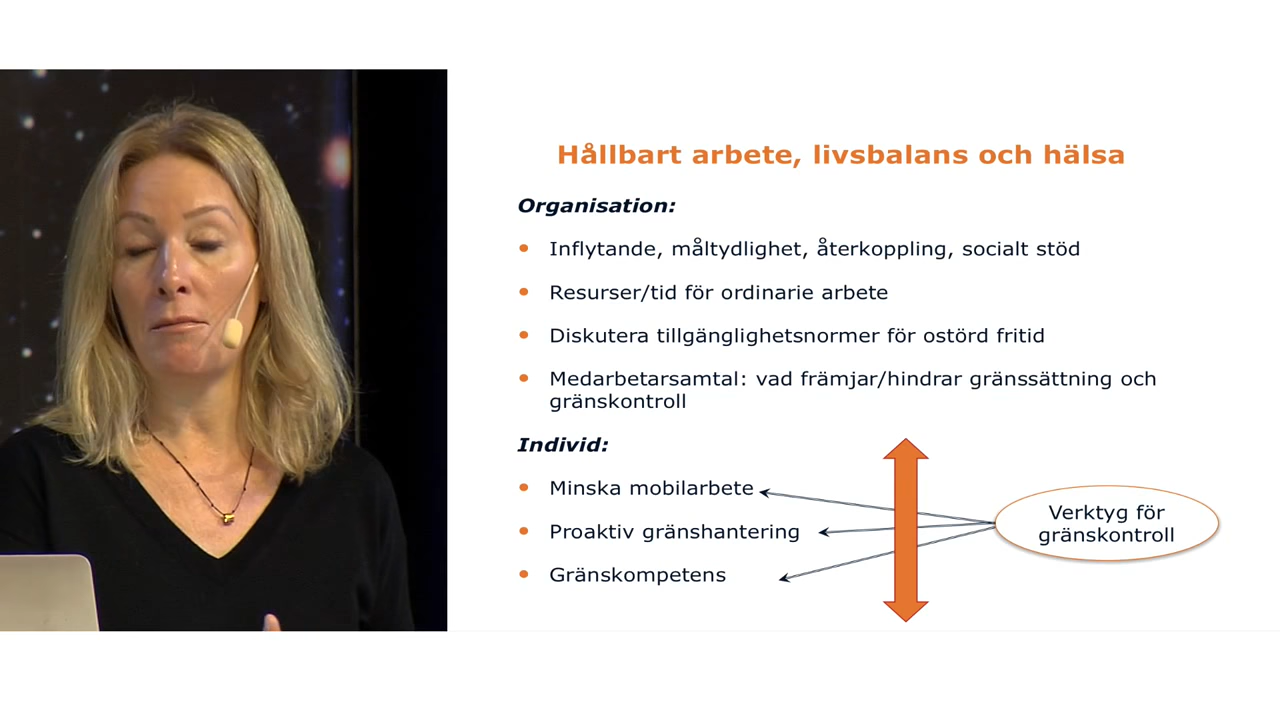 Hållbart arbete, livsbalans och hälsa
Organisation:
Inflytande, måltydlighet, återkoppling, socialt stöd
Resurser/tid för ordinarie arbete
Diskutera tillgänglighetsnormer för ostörd fritid
Medarbetarsamtal: vad främjar/hindrar gränssättning och
gränskontroll
Individ:
Minska mobilarbete
Proaktiv gränshantering
Gränskompetens
Verktyg för
gränskontroll